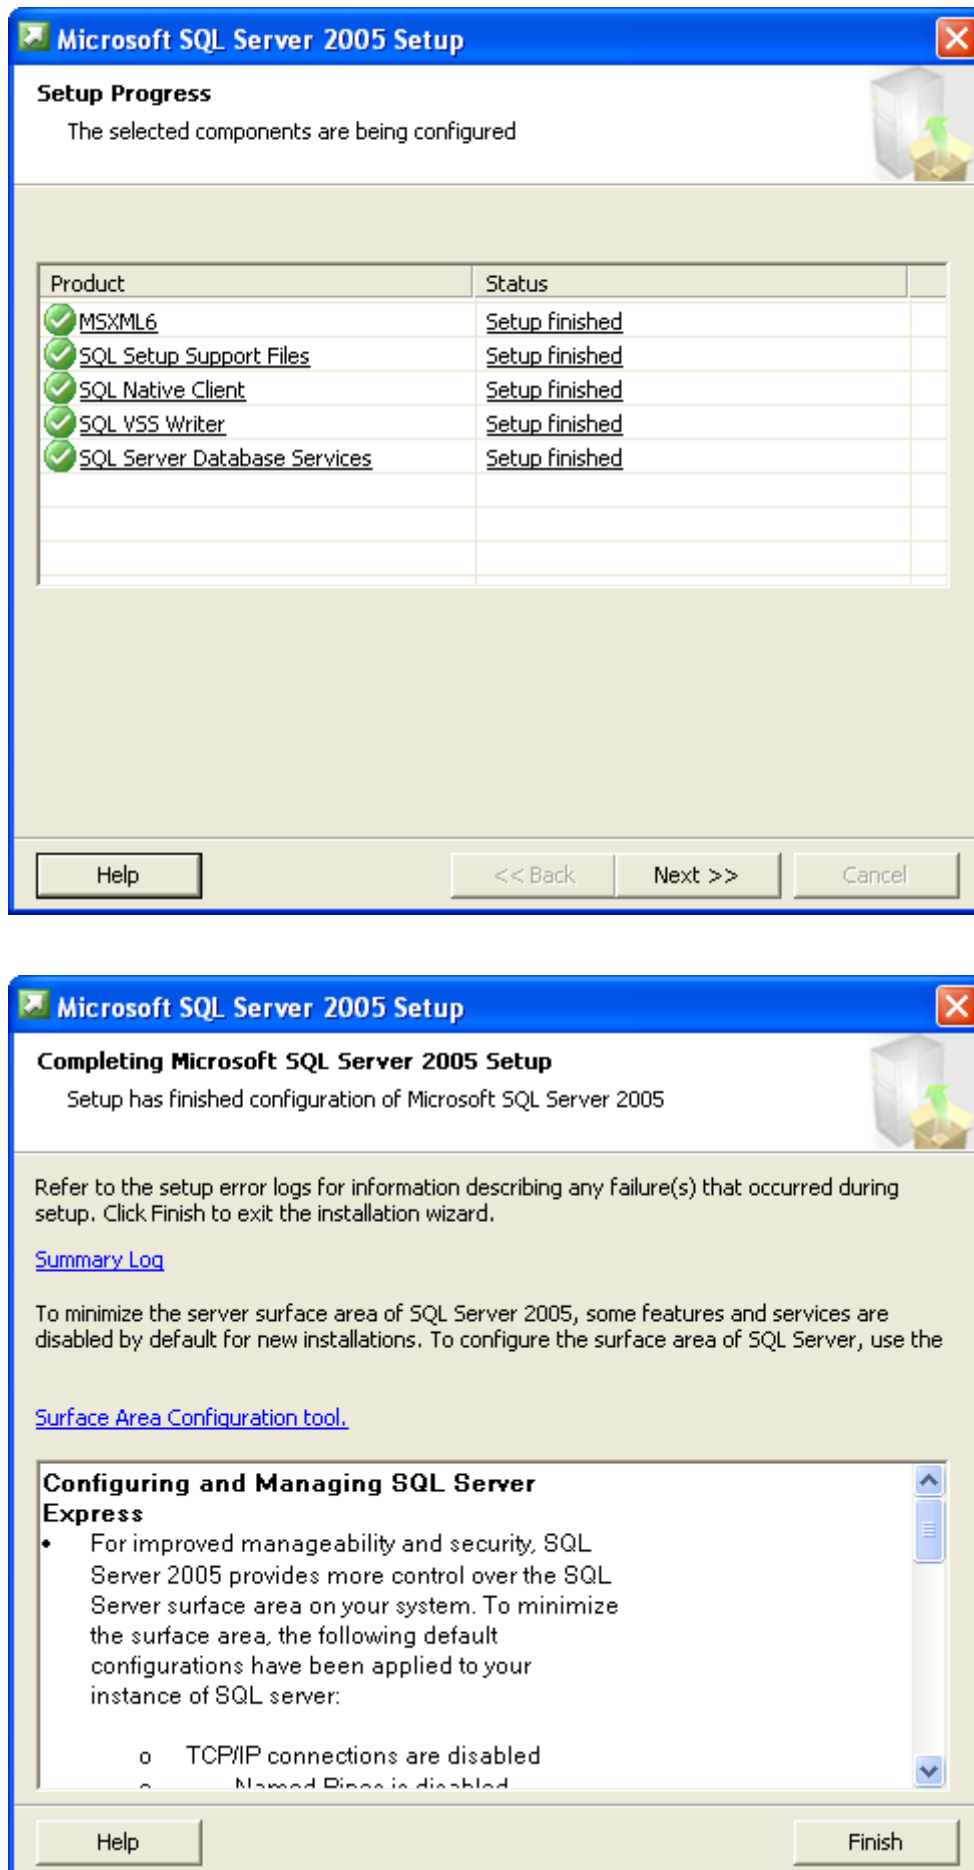 Microsoft SQL Server 2005 Setup
Setup Progress
The selected components are being configured
Product Status
MSXML6 Setup finished
SQL Setup Support Files Setup finished
SQL Native Client Setup finished
SQL VSS Writer Setup finished
SQL Server Database Services Setup finished
Help << Back Next >> Cancel
Microsoft SQL Server 2005 Setup
Completing Microsoft SQL Server 2005 Setup
Setup has finished configuration of Microsoft SQL Server 2005
Refer to the setup error logs for information describing any failure(s) that occurred during
setup. Click Finish to exit the installation wizard.
Summary Log
To minimize the server surface area of SQL Server 2005, some features and services are
disabled by default for new installations. To configure the surface area of SQL Server, use the
Surface Area Configuration tool.
Configuring and Managing SQL Server
Express
• For improved manageability and security, SQL
Server 2005 provides more control over the SQL
Server surface area on your system. To minimize
the surface area, the following default
configurations have been applied to your
instance of SQL server:
o TCP/IP connections are disabled
o Named Pipes is disabled
Help Finish